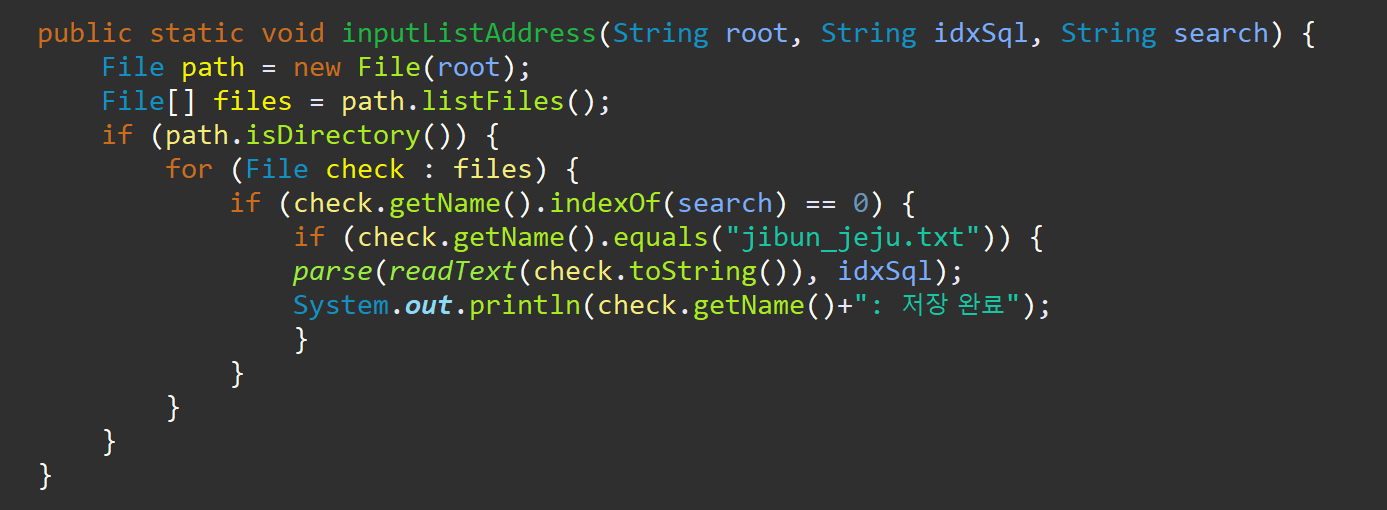 public static void inputListAddress(String root, String idxSql, String search) {
    File path = new File(root);
    File[] files = path.listFiles();
    if (path.isDirectory()) {
        for (File check : files) {
            if (check.getName().indexOf(search) == 0) {
                if (check.getName().equals("jibun_jeju.txt")) {
                parse(readText(check.toString()), idxSql);
                System.out.println(check.getName()+": 저장 완료");
                }
            }
        }
    }
}